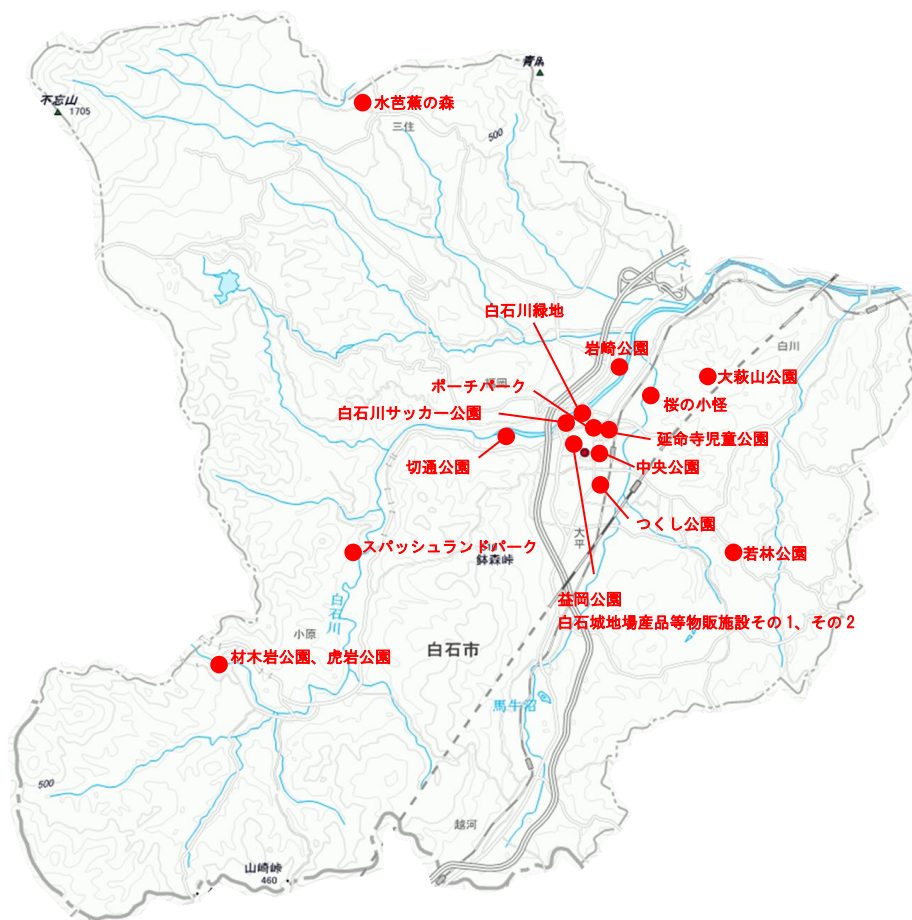 青麻
不忘山
1705
水芭蕉の森
三住
500
白石川緑地
岩崎公園
白川
大萩山公園
ポーチパーク
桜の小怪
白石川サッカー公園
延命寺児童公園
切通公園
中央公園
つくし公園
大平
スパッシュランドパーク
鉢森峠
若林公園
益岡公園
白石城地場産品等物販施設その１、その２
白石川
小原
白石市
材木岩公園、虎岩公園
馬牛沼
500
越河
山崎峠
460